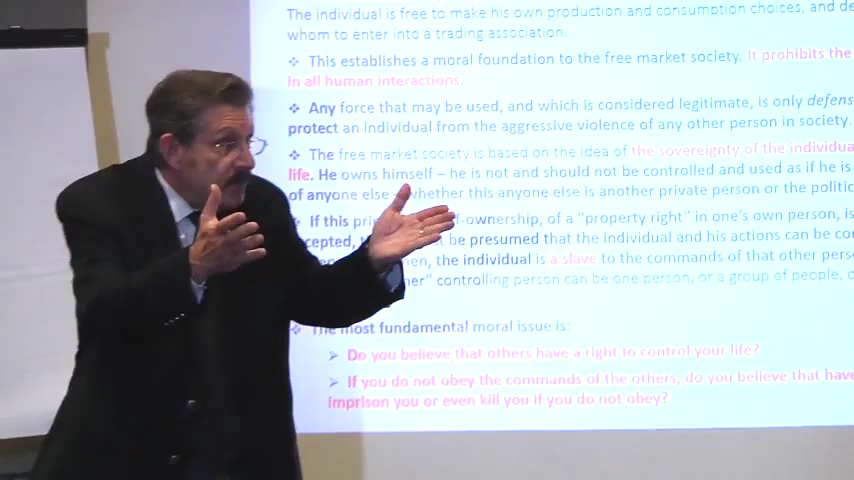 The individual is free to make his own production and consumption choices, and de
whom to enter into a trading association.
This establishes a moral foundation to the free market society. It prohibits the
in all human interactions.
Any force that may be used, and which is considered legitimate, is only defens
protect an individual from the aggressive violence of any other person in society.
The free market society is based on the idea of the sovereignty of the individua
life. He owns himself – he is not and should not be controlled and used as if he is
of anyone else whether this anyone else is another private person or the politic
If this f-ownership, of a "property right" in one's own person, is
t be presumed that the individual and his actions can be con
the individual is a slave to the commands of that other pers
controlling person can be one person, or a group of people, o
The most fundamental moral issue is:
Do you believe that others have a right to control your life?
If you do not obey the commands of the others, do you believe that have
imprison you or even kill you if you do not obey?